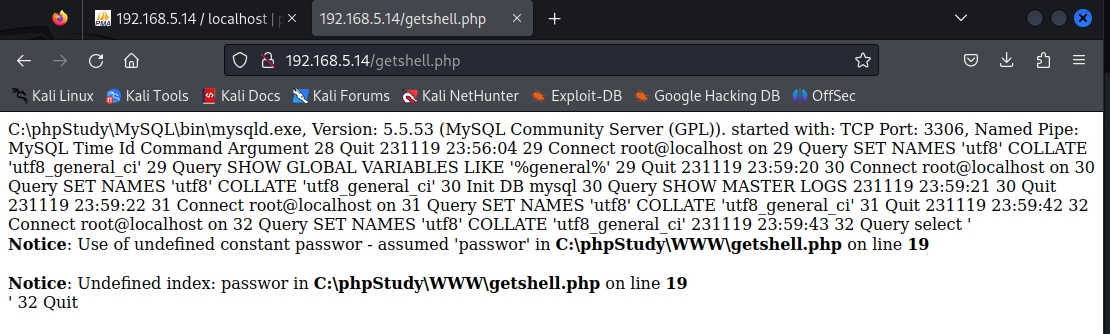 192.168.5.14 / localhost | p
192.168.5.14/getshell.php
192.168.5.14/getshell.php
Kali Linux Kali Tools Kali Docs Kali Forums Kali NetHunter Exploit-DB Google Hacking DB OffSec
C:\phpStudy\MySQL\bin\mysqld.exe, Version: 5.5.53 (MySQL Community Server (GPL)). started with: TCP Port: 3306, Named Pipe:
MySQL Time Id Command Argument 28 Quit 231119 23:56:04 29 Connect root@localhost on 29 Query SET NAMES 'utf8' COLLATE
'utf8_general_ci' 29 Query SHOW GLOBAL VARIABLES LIKE '%general%' 29 Quit 231119 23:59:20 30 Connect root@localhost on 30
Query SET NAMES 'utf8' COLLATE 'utf8_general_ci' 30 Init DB mysql 30 Query SHOW MASTER LOGS 231119 23:59:21 30 Quit
231119 23:59:22 31 Connect root@localhost on 31 Query SET NAMES 'utf8' COLLATE 'utf8_general_ci' 31 Quit 231119 23:59:42 32
Connect root@localhost on 32 Query SET NAMES 'utf8' COLLATE 'utf8_general_ci' 231119 23:59:43 32 Query select '
Notice: Use of undefined constant passwor - assumed 'passwor' in C:\phpStudy\WWW\getshell.php on line 19
Notice: Undefined index: passwor in C:\phpStudy\WWW\getshell.php on line 19
' 32 Quit